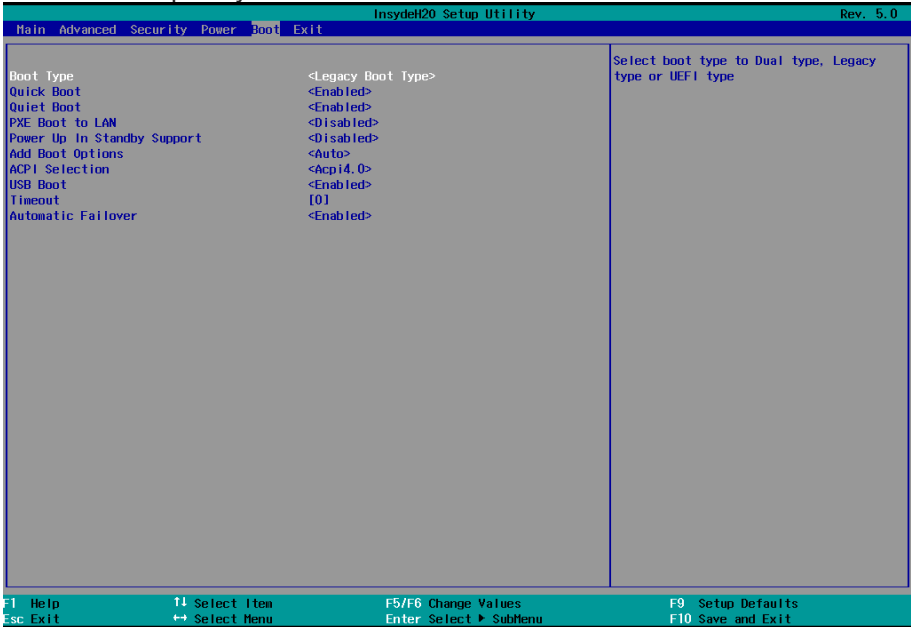 InsydeH20 Setup Utility Rev. 5.0
Main Advanced Security Power Boot Exit
Select boot type to Dual type, Legacy
type or UEFI type
Boot Type <Legacy Boot Type>
Quick Boot <Enabled>
Quiet Boot <Enabled>
PXE Boot to LAN <Disabled>
Power Up In Standby Support <Disabled>
Add Boot Options <Auto>
ACPI Selection <Acpi4.0>
USB Boot <Enabled>
Timeout [0]
Automatic Failover <Enabled>
F1 Help ↑↓ Select Item F5/F6 Change Values F9 Setup Defaults
Esc Exit ↔ Select Menu Enter Select ▶ SubMenu F10 Save and Exit